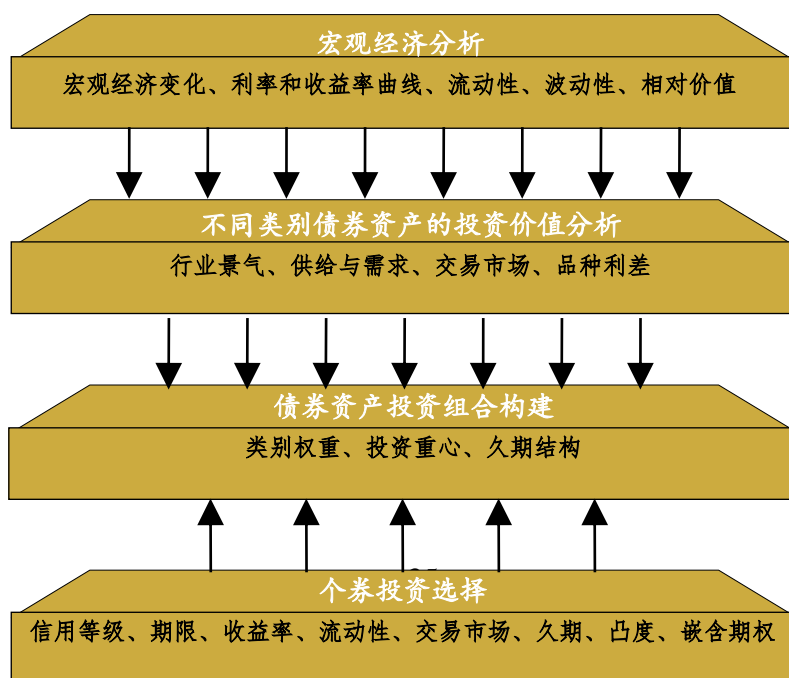 宏观经济分析
宏观经济变化、利率和收益率曲线、流动性、波动性、相对价值
不同类别债券资产的投资价值分析
行业景气、供给与需求、交易市场、品种利差
债券资产投资组合构建
类别权重、投资重心、久期结构
个券投资选择
信用等级、期限、收益率、流动性、交易市场、久期、凸度、嵌含期权